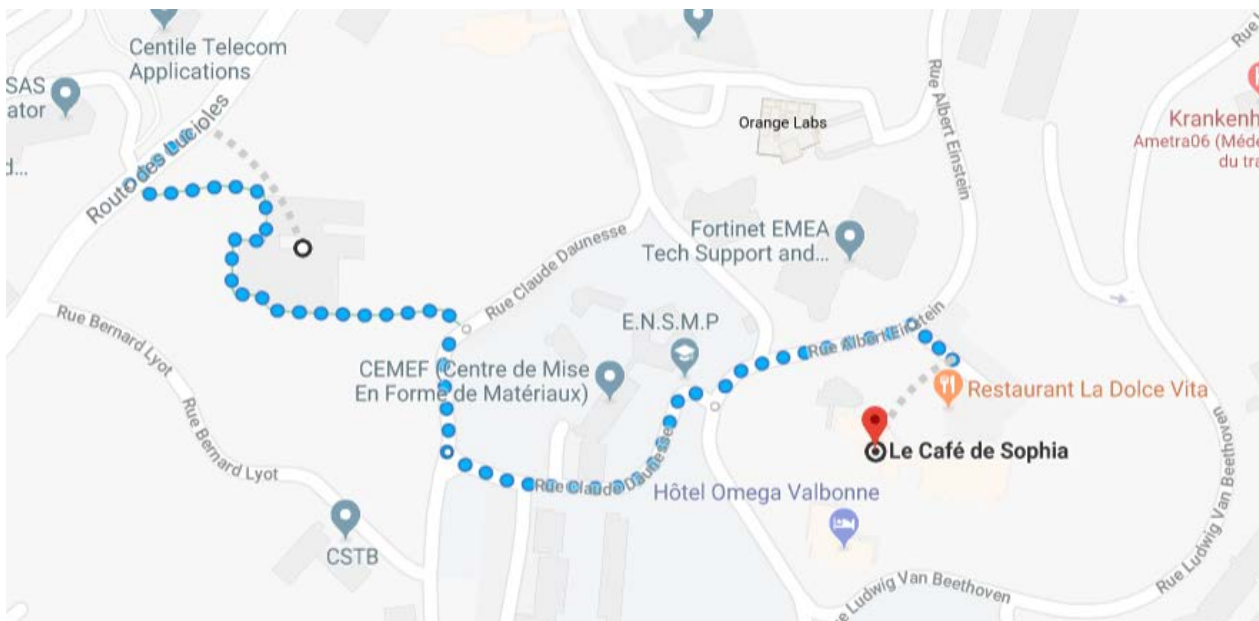 Centile Telecom
Applications
SAS
ator
Route des Lucioles
d...
Orange Labs
Rue Albert Einstein
Krankenh
Ametra06 (Méde
du tra
Fortinet EMEA
Tech Support and...
Rue Claude Daunesse
Rue Bernard Lyot
E.N.S.M.P
Rue Albert Einstein
CEMEF (Centre de Mise
En Forme de Matériaux)
Restaurant La Dolce Vita
Rue Bernard Lyot
Le Café de Sophia
Rue Claude Daunesse
Hôtel Omega Valbonne
Rue Ludwig Van Beethoven
CSTB
Rue Ludwig Van Beethoven